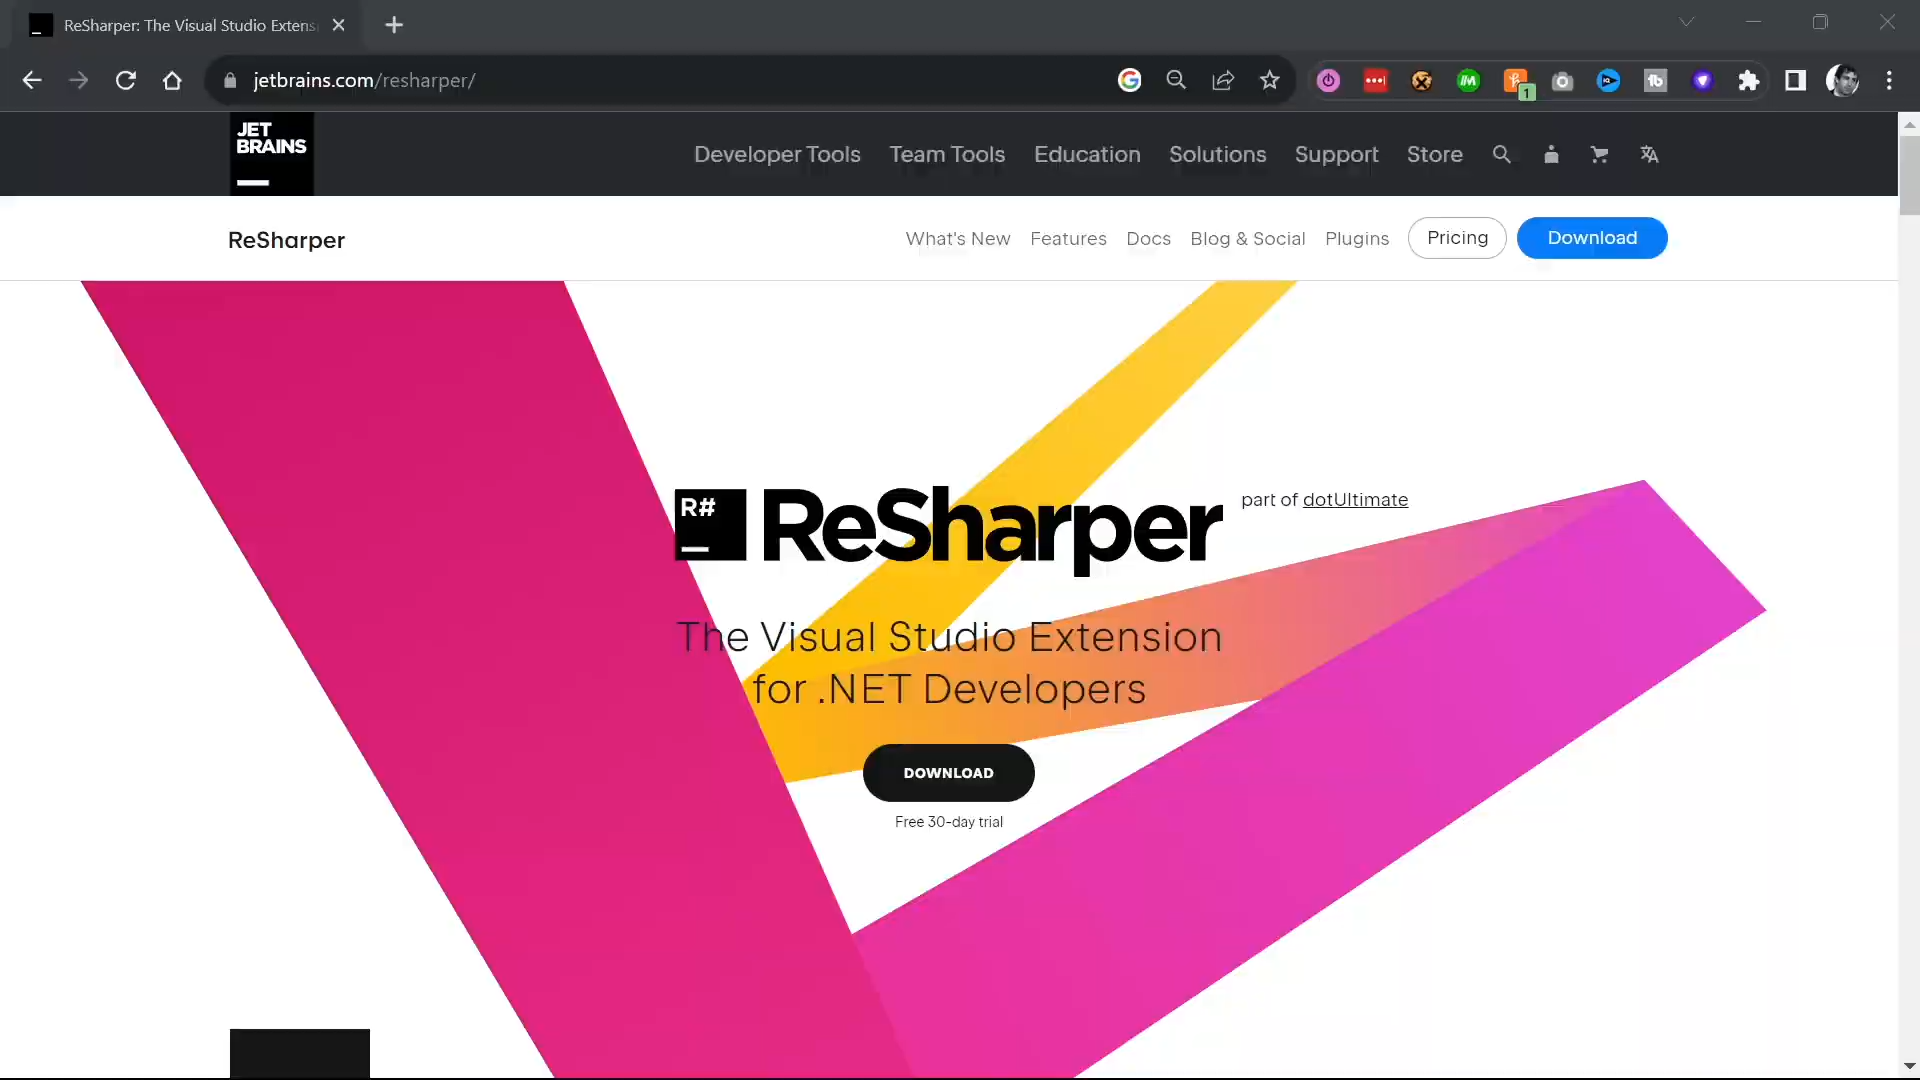 ReSharper: The Visual Studio Extens
jetbrains.com/resharper/
1
JET
BRAINS
Developer Tools
Team Tools
Education
Solutions
Support
Store
ReSharper
What's New
Features
Docs
Blog & Social
Plugins
Pricing
Download
R#
ReSharper
part of dotUltimate
The Visual Studio Extension
for .NET Developers
DOWNLOAD
Free 30-day trial